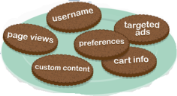 username
targeted
ads
page views
preferences
cart info
custom content